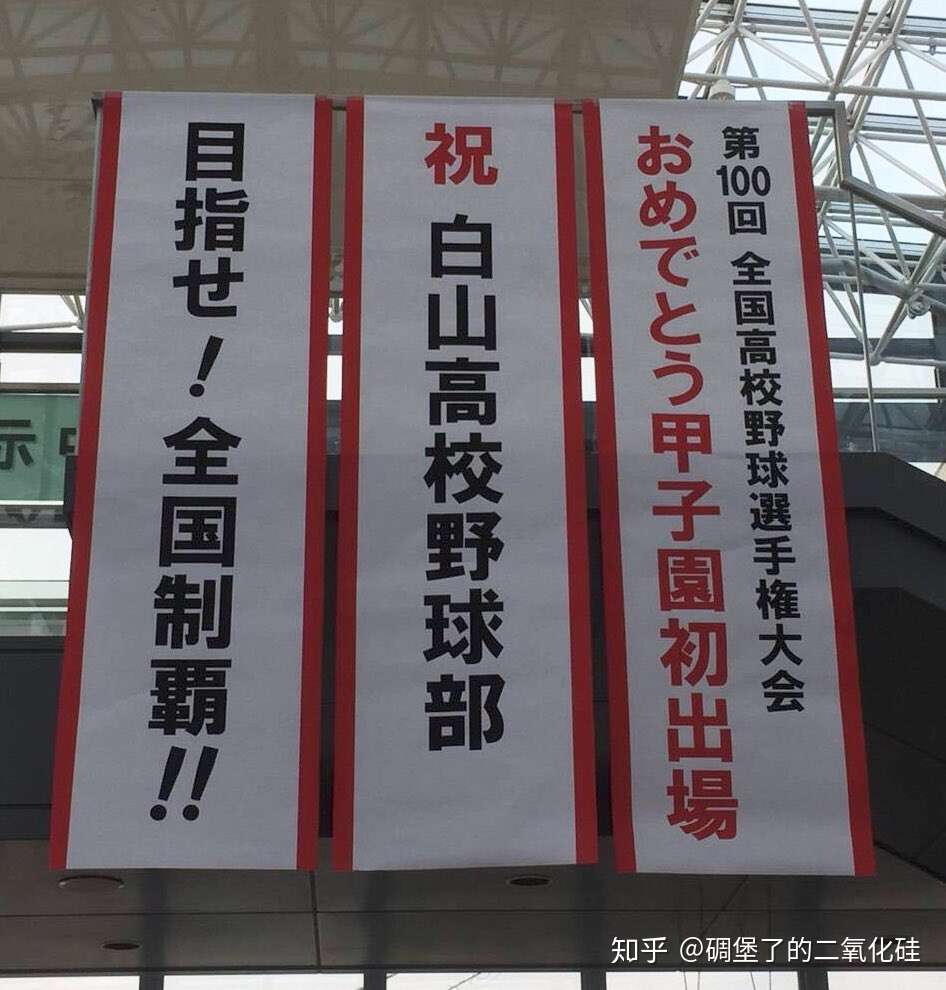 第100回 全国高校野球選手権大会
おめでとう甲子園初出場
祝 白山高校野球部
目指せ！全国制覇！！
知乎 @碉堡了的二氧化硅